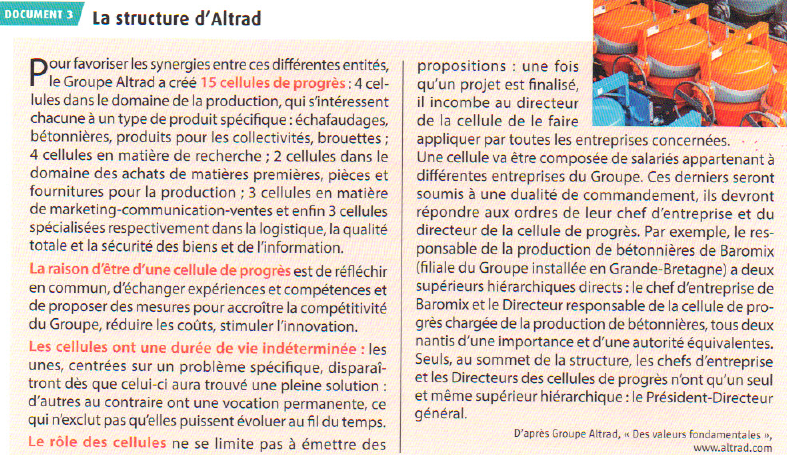 DOCUMENT 3
La structure d'Altrad
Pour favoriser les synergies entre ces différentes entités,
le Groupe Altrad a créé 15 cellules de progrès : 4 cel-
lules dans le domaine de la production, qui s'intéressent
chacune à un type de produit spécifique : échafaudages,
bétonnières, produits pour les collectivités, brouettes ;
4 cellules en matière de recherche ; 2 cellules dans le
domaine des achats de matières premières, pièces et
fournitures pour la production ; 3 cellules en matière
de marketing-communication-ventes et enfin 3 cellules
spécialisées respectivement dans la logistique, la qualité
totale et la sécurité des biens et de l'information.
La raison d'être d'une cellule de progrès est de réfléchir
en commun, d'échanger expériences et compétences et
de proposer des mesures pour accroître la compétitivité
du Groupe, réduire les coûts, stimuler l'innovation.
Les cellules ont une durée de vie indéterminée : les
unes, centrées sur un problème spécifique, disparaî-
tront dès que celui-ci aura trouvé une pleine solution :
d'autres au contraire ont une vocation permanente, ce
qui n'exclut pas qu'elles puissent évoluer au fil du temps.
Le rôle des cellules ne se limite pas à émettre des
propositions : une fois
qu'un projet est finalisé,
il incombe au directeur
de la cellule de le faire
appliquer par toutes les entreprises concernées.
Une cellule va être composée de salariés appartenant à
différentes entreprises du Groupe. Ces derniers seront
soumis à une dualité de commandement, ils devront
répondre aux ordres de leur chef d'entreprise et du
directeur de la cellule de progrès. Par exemple, le res-
ponsable de la production de bétonnières de Baromix
(filiale du Groupe installée en Grande-Bretagne) a deux
supérieurs hiérarchiques directs : le chef d'entreprise de
Baromix et le Directeur responsable de la cellule de pro-
grès chargée de la production de bétonnières, tous deux
nantis d'une importance et d'une autorité équivalentes.
Seuls, au sommet de la structure, les chefs d'entreprise
et les Directeurs des cellules de progrès n'ont qu'un seul
et même supérieur hiérarchique : le Président-Directeur
général.
D'après Groupe Altrad, « Des valeurs fondamentales »,
www.altrad.com